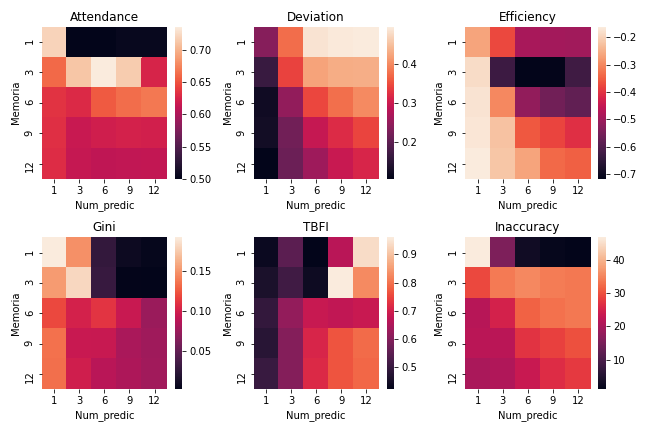 Attendance
Deviation
Efficiency
Memoria
1
3
6
9
12
1 3 6 9 12
Num_predic
0.70
0.65
0.60
0.55
0.50
Memoria
1
3
6
9
12
1 3 6 9 12
Num_predic
0.4
0.3
0.2
Memoria
1
3
6
9
12
1 3 6 9 12
Num_predic
−0.2
−0.3
−0.4
−0.5
−0.6
−0.7
Gini
TBFI
Inaccuracy
Memoria
1
3
6
9
12
1 3 6 9 12
Num_predic
0.15
0.10
0.05
Memoria
1
3
6
9
12
1 3 6 9 12
Num_predic
0.9
0.8
0.7
0.6
0.5
Memoria
1
3
6
9
12
1 3 6 9 12
Num_predic
40
30
20
10